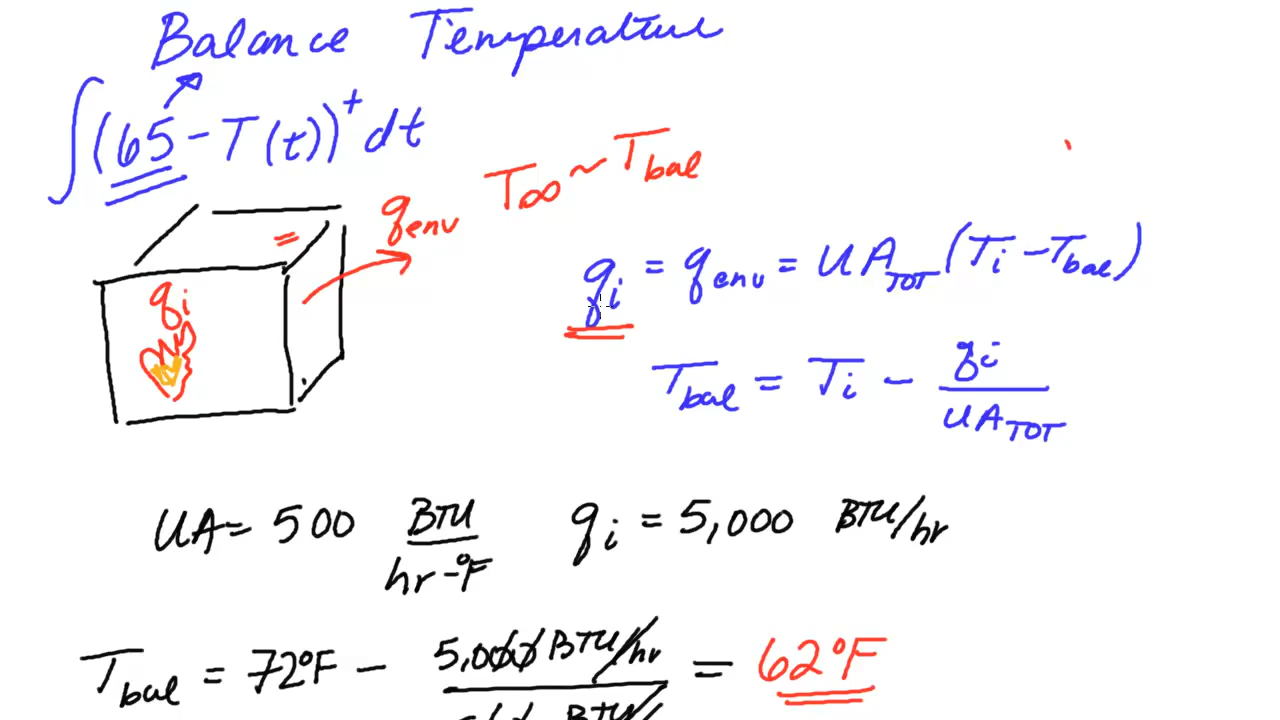 Balance Temperature
∫(65 - T(t))⁺ dt
q_env T∞ ~ T_bal
q_i
q_i = q_env = UA_TOT (T_i - T_bal)
T_bal = T_i - q_i / UA_TOT
UA = 500 BTU / hr-°F q_i = 5,000 BTU/hr
T_bal = 72°F - 5,000 BTU/hr = 62°F
BTU/